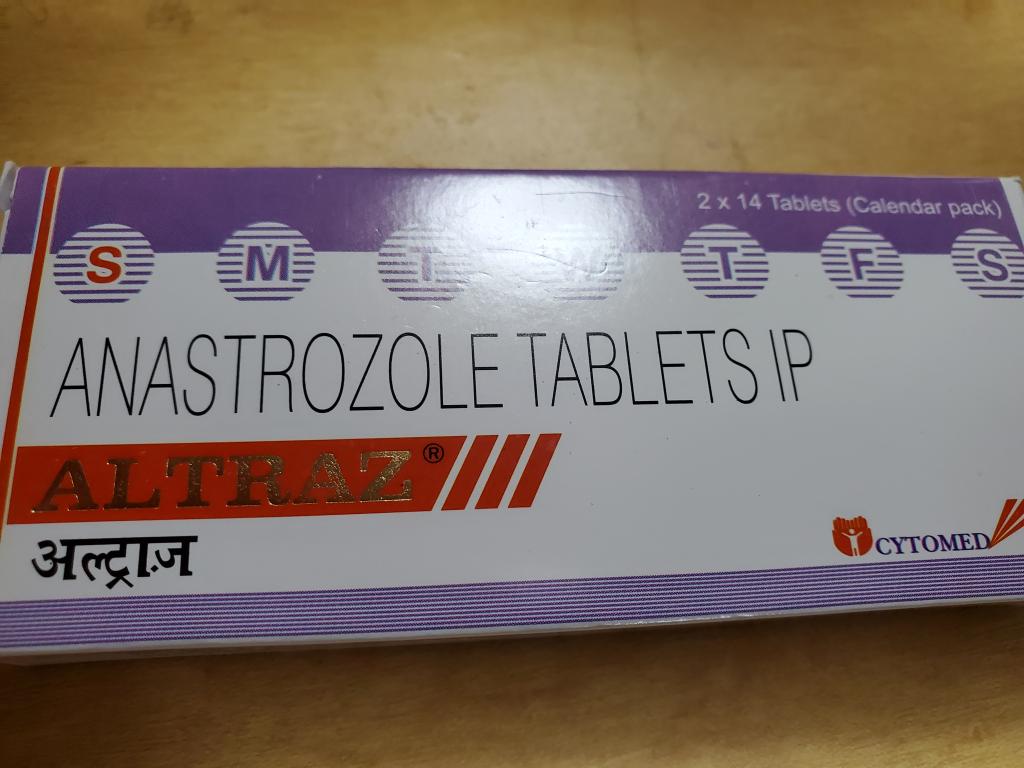 2 x 14 Tablets (Calendar pack)
S M T W T F S
ANASTROZOLE TABLETS IP
ALTRAZ®
अल्ट्राज़
CYTOMED